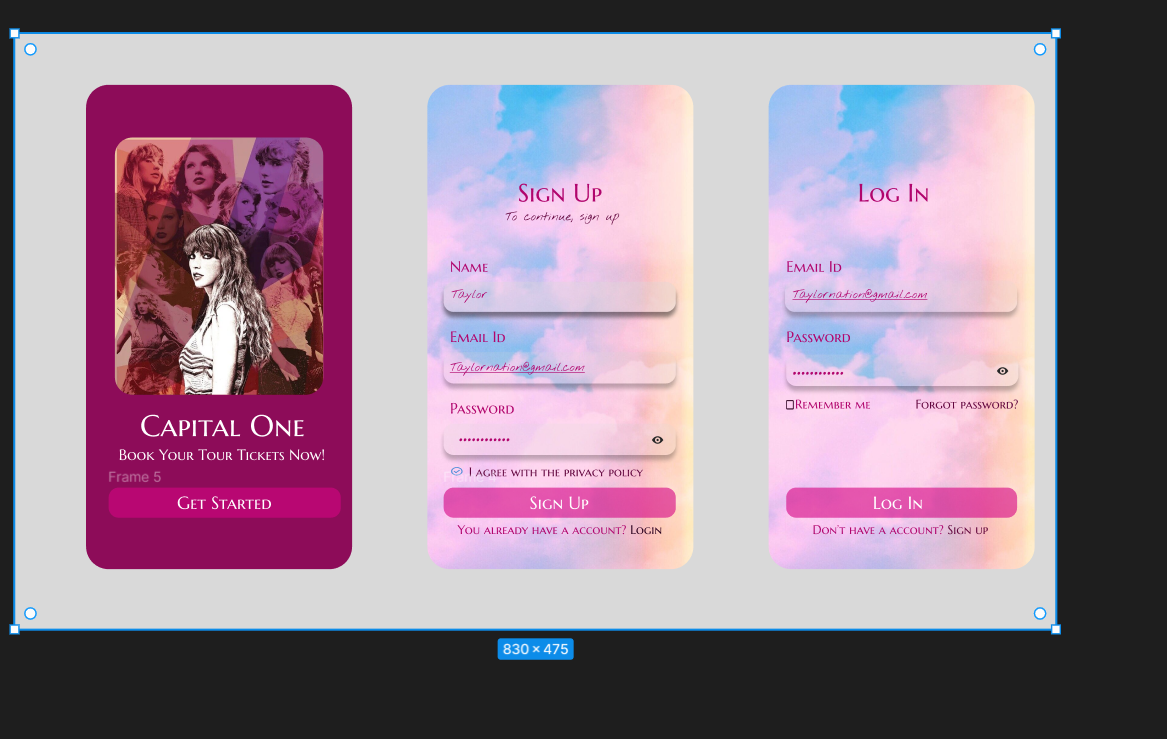 Capital One
Book Your Tour Tickets Now!
Frame 5
Get Started
Sign Up
To continue, sign up
Name
Taylor
Email Id
Taylornation@gmail.com
Password
I agree with the privacy policy
Sign Up
You already have a account? Login
Log In
Email Id
Taylornation@gmail.com
Password
Remember me
Forgot password?
Log In
Don't have a account? Sign up
830 × 475